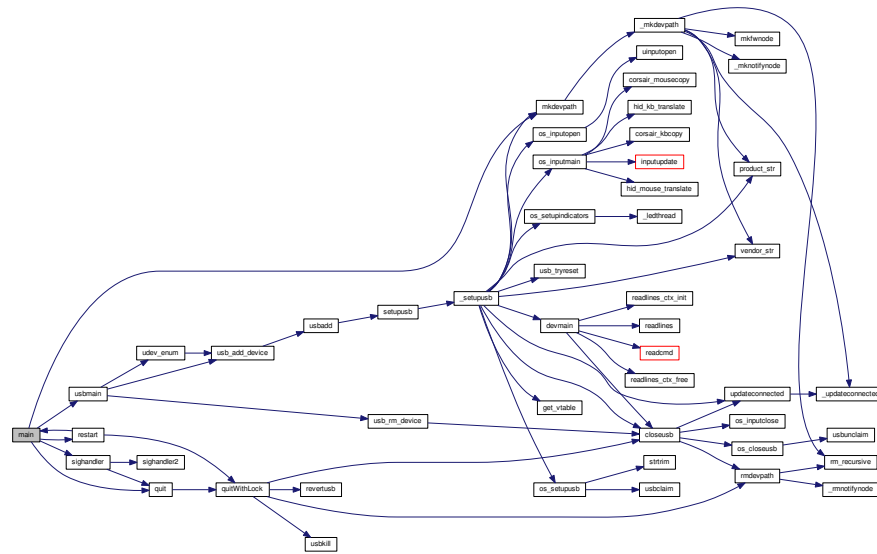 _mkdevpath
mkfwnode
uinputopen
_mknotifynode
corsair_mousecopy
mkdevpath
hid_kb_translate
os_inputopen
corsair_kbcopy
os_inputmain
inputupdate
product_str
hid_mouse_translate
os_setupindicators
_ledthread
vendor_str
usb_tryreset
_setupusb
readlines_ctx_init
setupusb
usbadd
devmain
readlines
udev_enum
usb_add_device
readcmd
readlines_ctx_free
usbmain
updateconnected
_updateconnected
get_vtable
usb_rm_device
os_inputclose
main
restart
closeusb
usbunclaim
os_closeusb
sighandler
sighandler2
strtrim
rm_recursive
rmdevpath
quit
quitWithLock
revertusb
os_setupusb
usbclaim
_rmnotifynode
usbkill